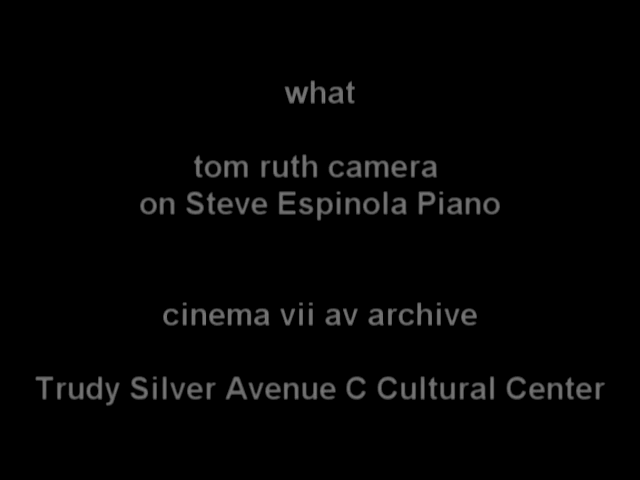 what
tom ruth camera
on Steve Espinola Piano
cinema vii av archive
Trudy Silver Avenue C Cultural Center